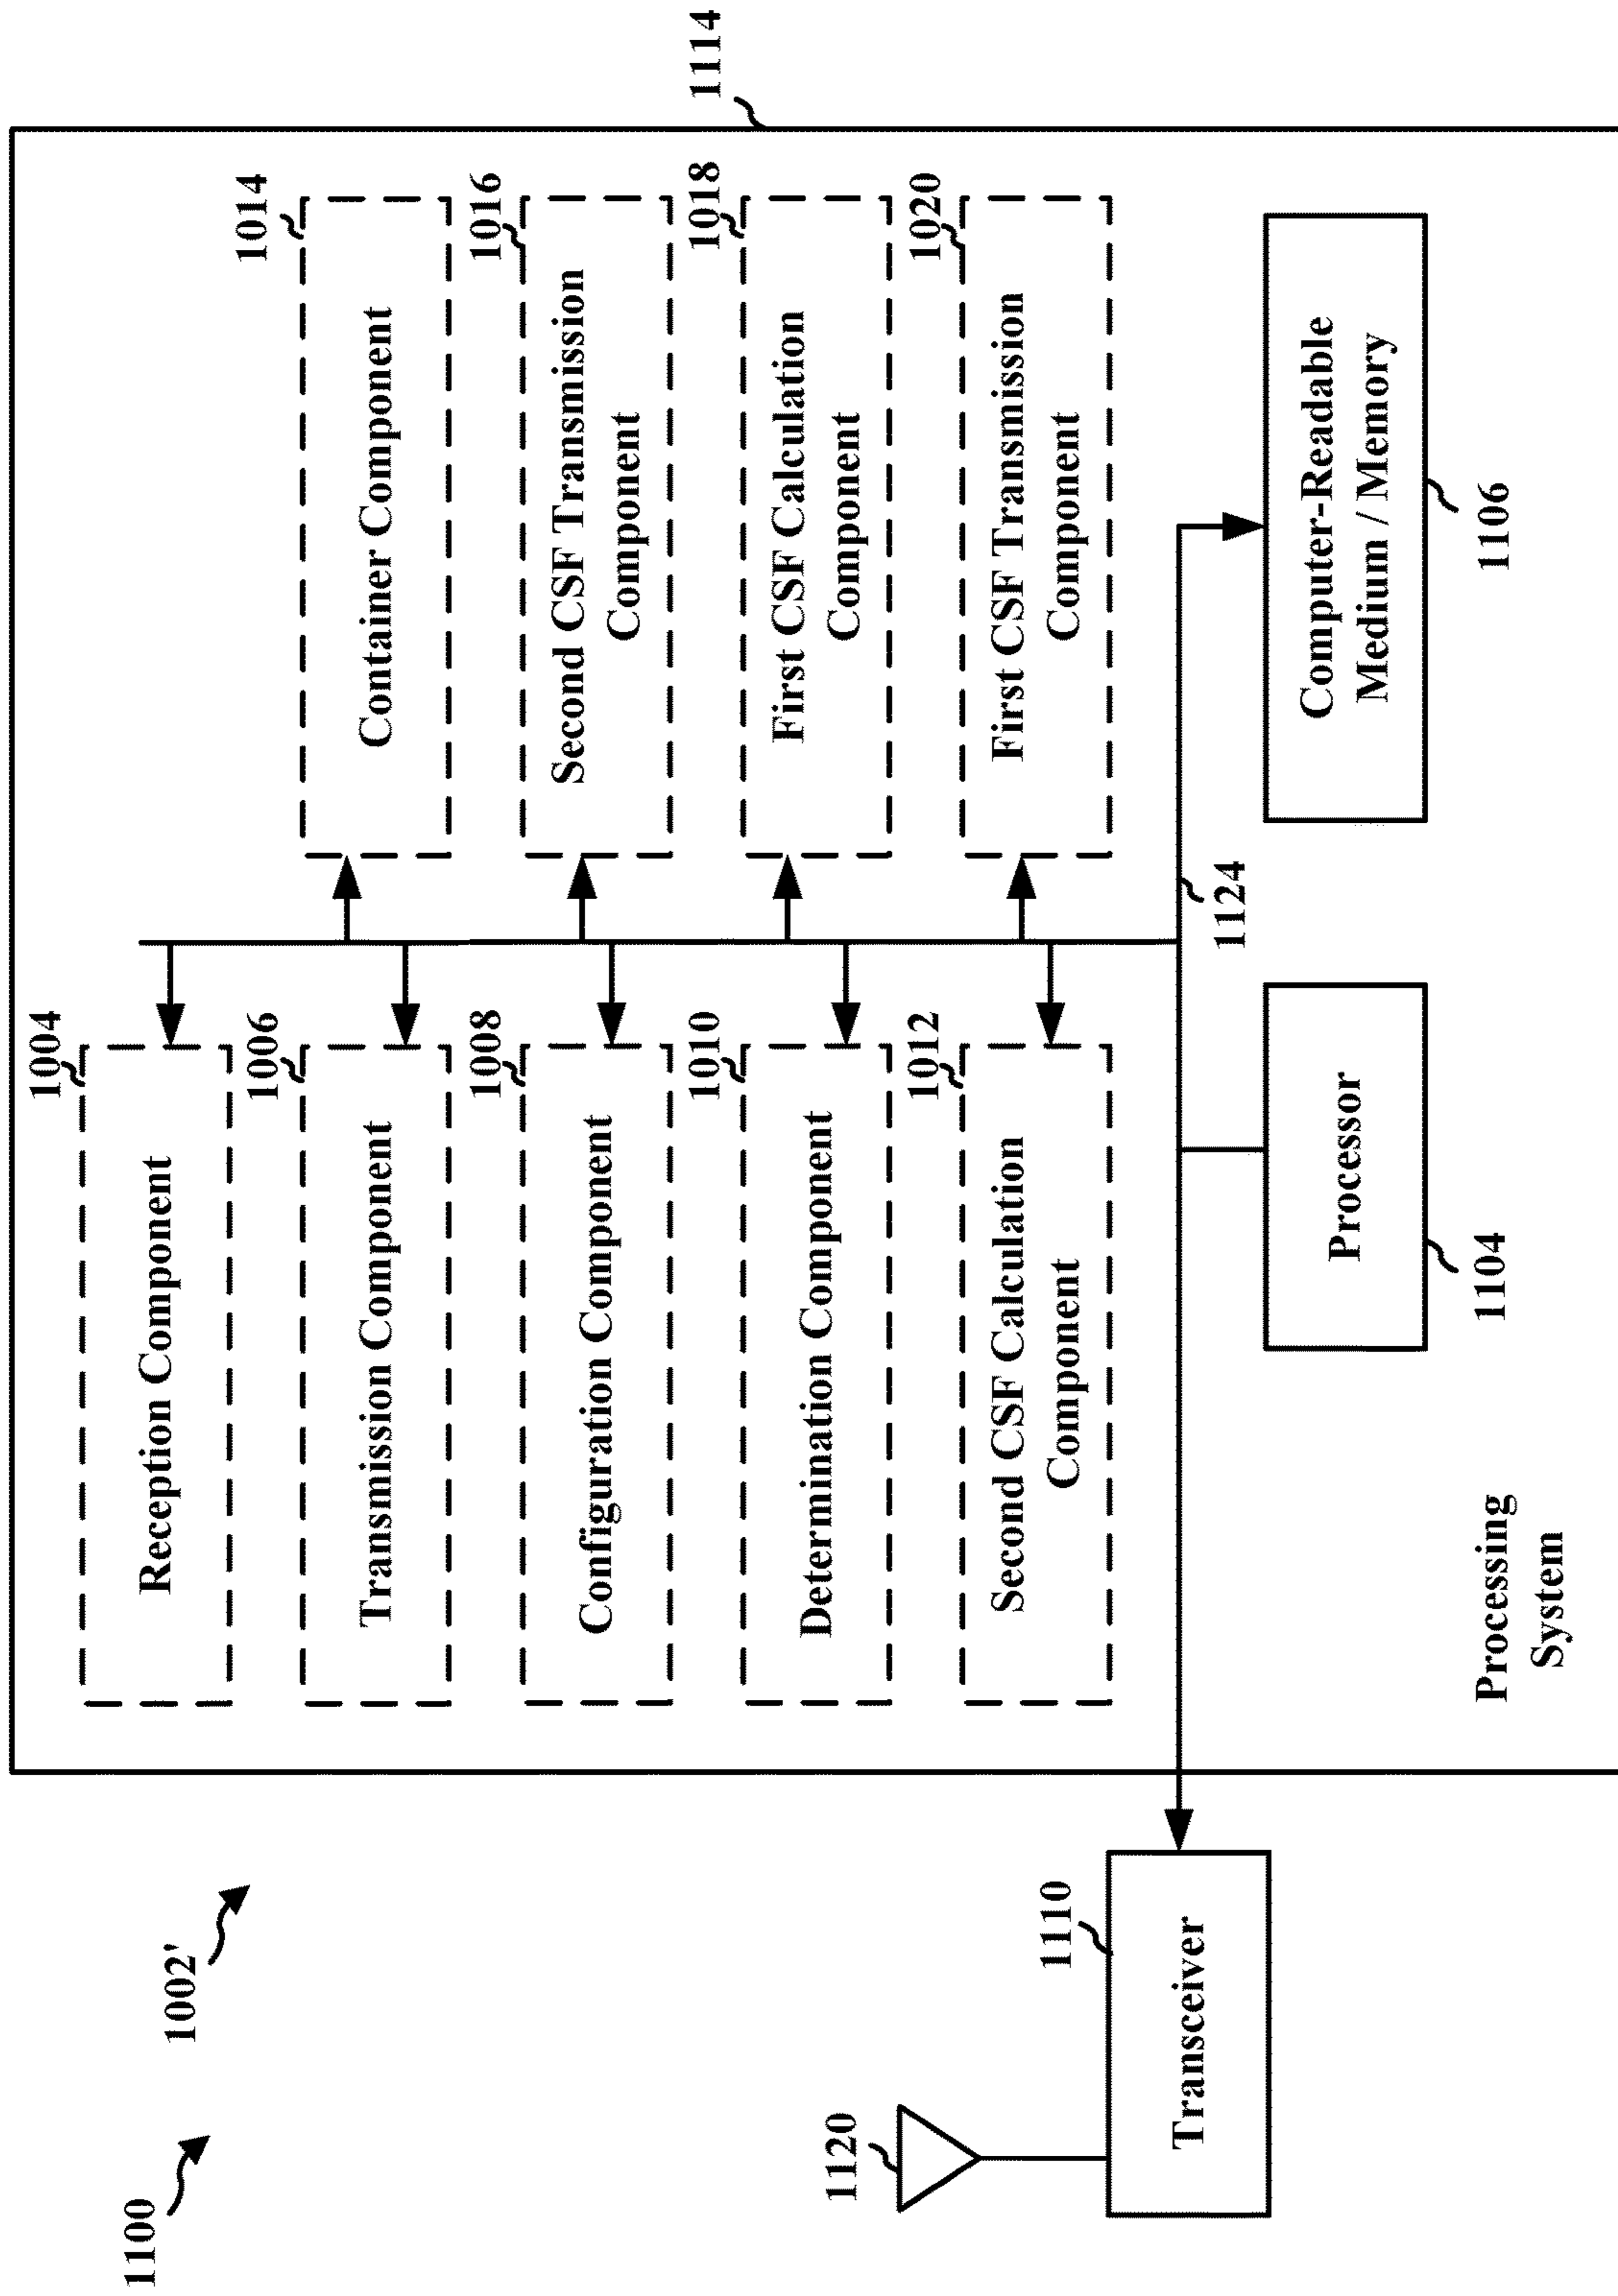 1100
1002'
1120
1110
Transceiver
1114
1004
Reception Component
1006
Transmission Component
1008
Configuration Component
1010
Determination Component
1012
Second CSF Calculation
Component
1014
Container Component
1016
Second CSF Transmission
Component
1018
First CSF Calculation
Component
1020
First CSF Transmission
Component
1124
Processor
1104
Computer-Readable
Medium / Memory
1106
Processing
System